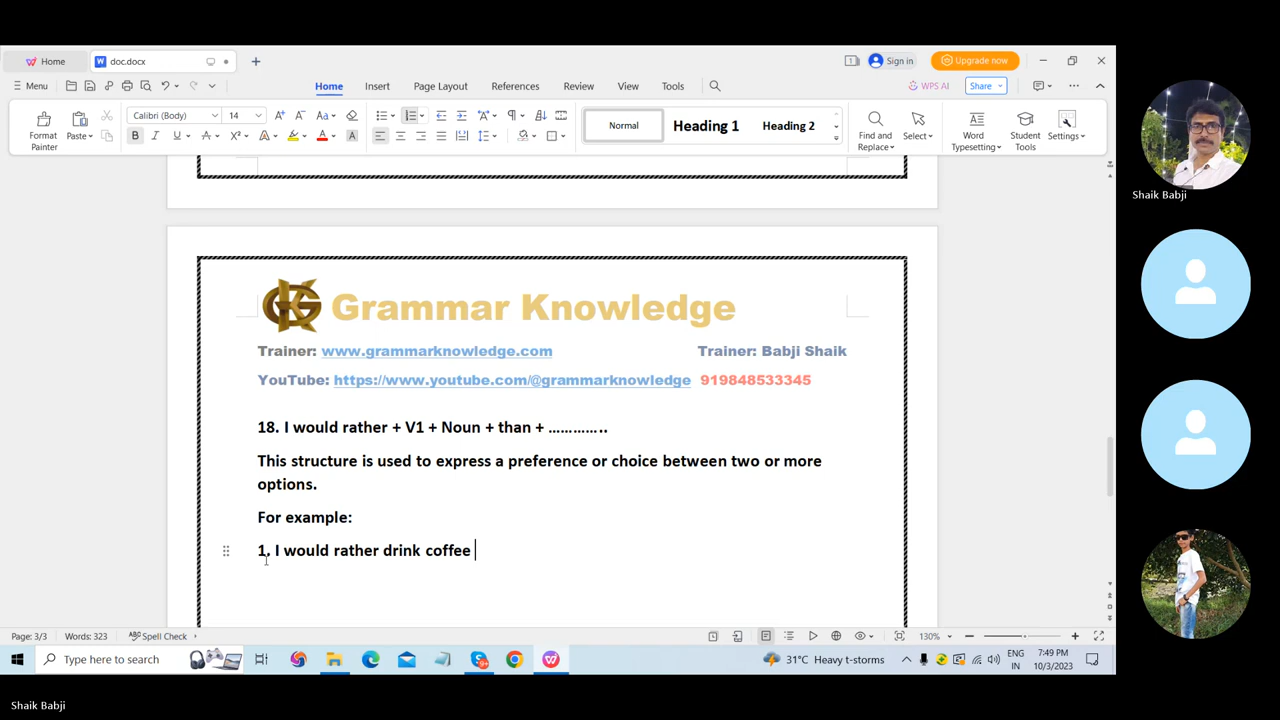 Home
doc.docx
Sign in
Upgrade now
Menu
Home
Insert
Page Layout
References
Review
View
Tools
WPS AI
Share
Format Painter
Paste
Calibri (Body)
14
Normal
Heading 1
Heading 2
Find and Replace
Select
Word Typesetting
Student Tools
Settings
Grammar Knowledge
Trainer: www.grammarknowledge.com Trainer: Babji Shaik
YouTube: https://www.youtube.com/@grammarknowledge 919848533345
18. I would rather + V1 + Noun + than + …………..
This structure is used to express a preference or choice between two or more
options.
For example:
1. I would rather drink coffee
Page: 3/3
Words: 323
Spell Check
130%
Type here to search
31°C Heavy t-storms
ENG
IN
7:49 PM
10/3/2023
Shaik Babji
Shaik Babji